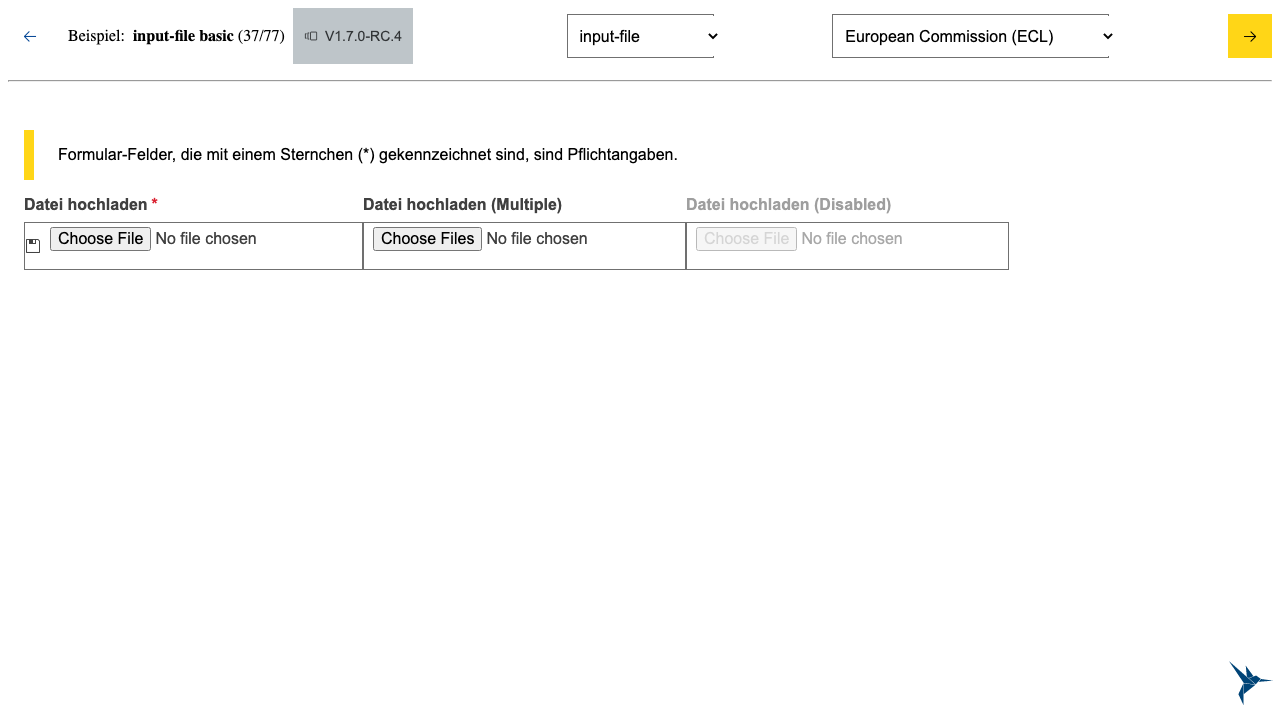 Beispiel: input-file basic (37/77) V1.7.0-RC.4 input-file European Commission (ECL)
Formular-Felder, die mit einem Sternchen (*) gekennzeichnet sind, sind Pflichtangaben.
Datei hochladen * Datei hochladen (Multiple) Datei hochladen (Disabled)
Choose File No file chosen Choose Files No file chosen Choose File No file chosen